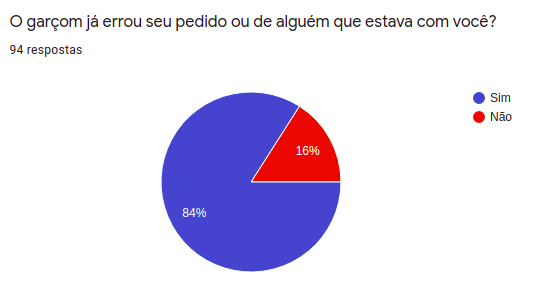 O garçom já errou seu pedido ou de alguém que estava com você?
94 respostas
Sim
Não
16%
84%